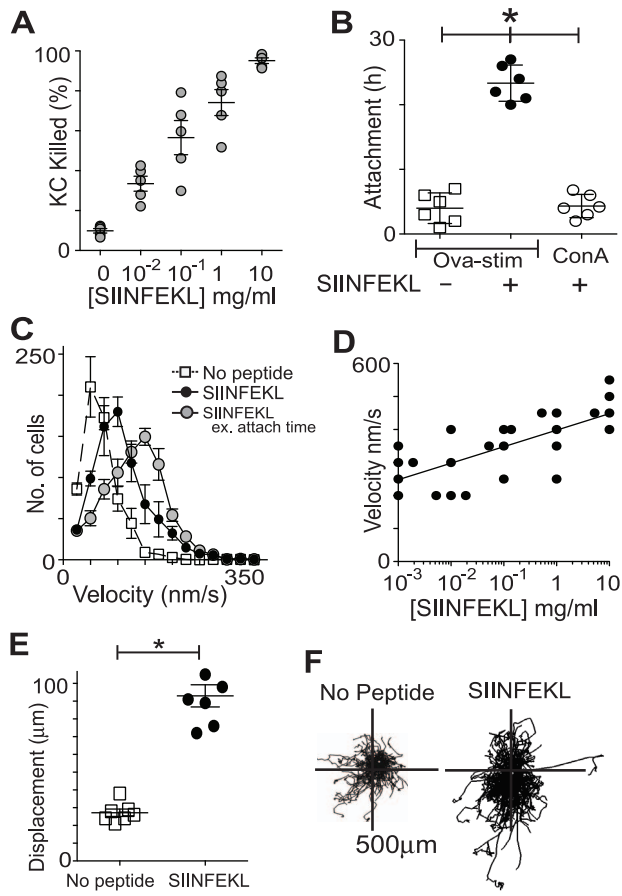 A
KC Killed (%)
100
0
0 10⁻² 10⁻¹ 1 10
[SIINFEKL] mg/ml
B
*
Attachment (h)
30
0
Ova-stim ConA
SIINFEKL − + +
C
250
No. of cells
0
No peptide
SIINFEKL
SIINFEKL
ex. attach time
0 350
Velocity (nm/s)
D
600
Velocity nm/s
0
10⁻³ 10⁻² 10⁻¹ 1 10
[SIINFEKL] mg/ml
E
*
Displacement (μm)
100
0
No peptide SIINFEKL
F
No Peptide SIINFEKL
500μm